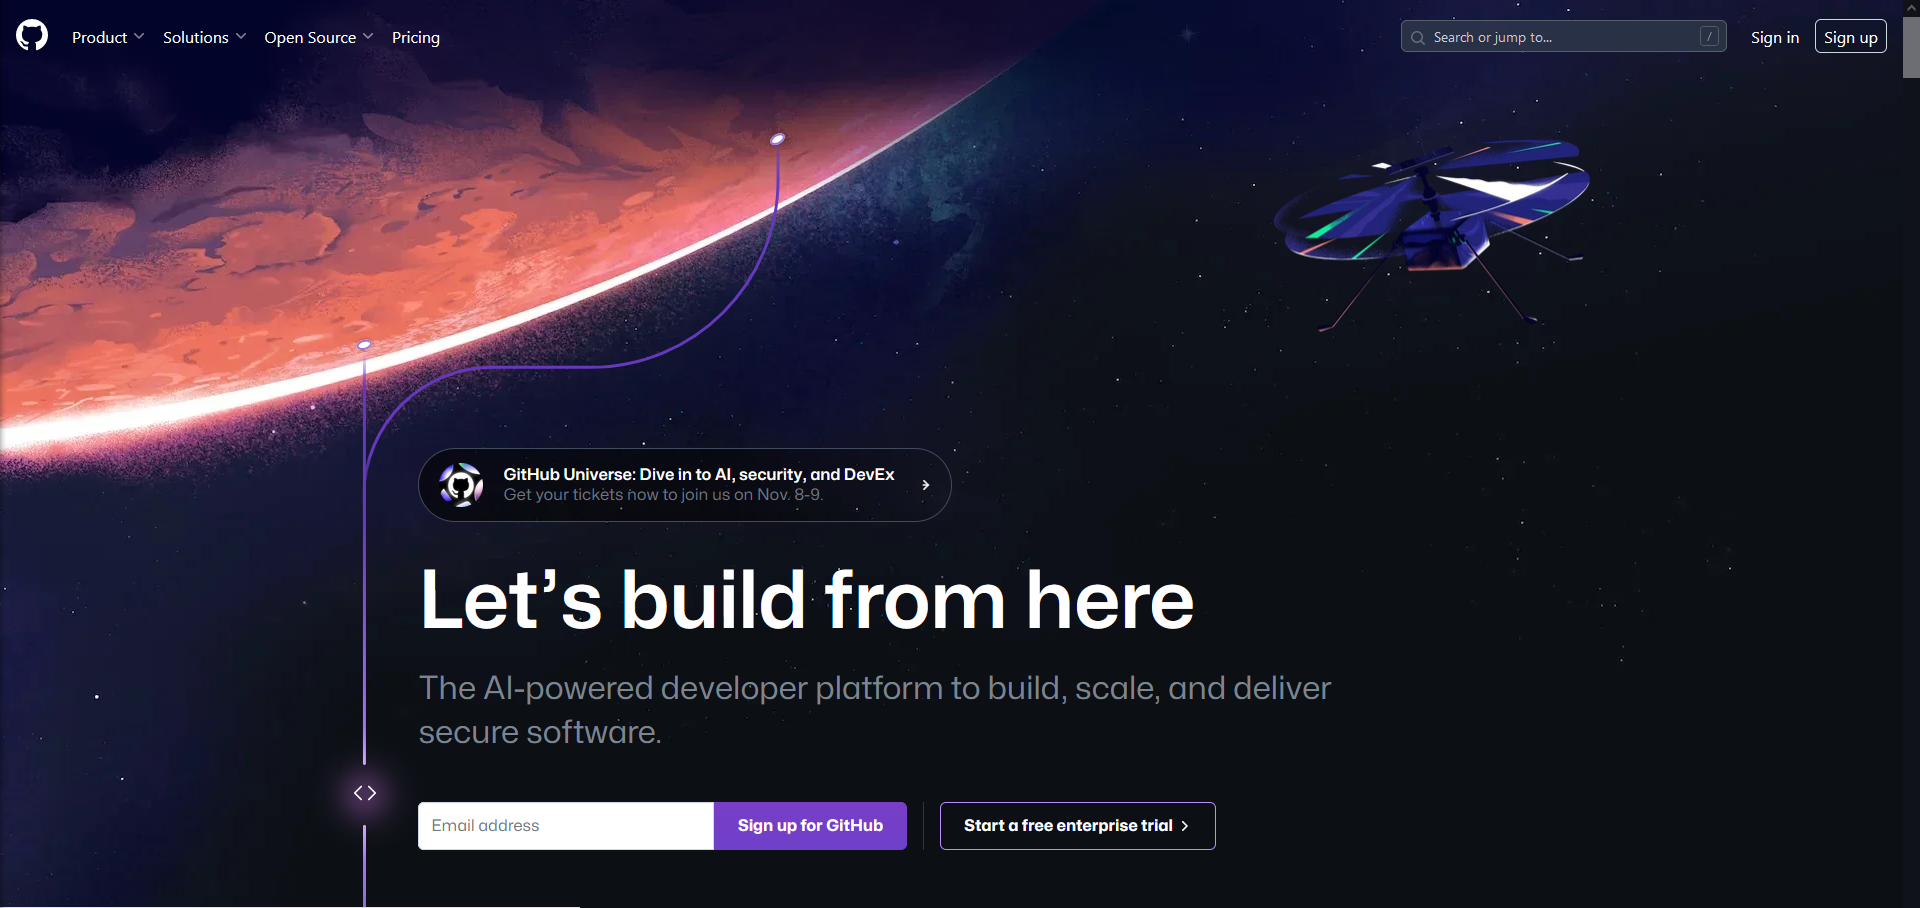 Product
Solutions
Open Source
Pricing
Search or jump to...
/
Sign in
Sign up
GitHub Universe: Dive in to AI, security, and DevEx
Get your tickets now to join us on Nov. 8-9.
Let’s build from here
The AI-powered developer platform to build, scale, and deliver
secure software.
Email address
Sign up for GitHub
Start a free enterprise trial